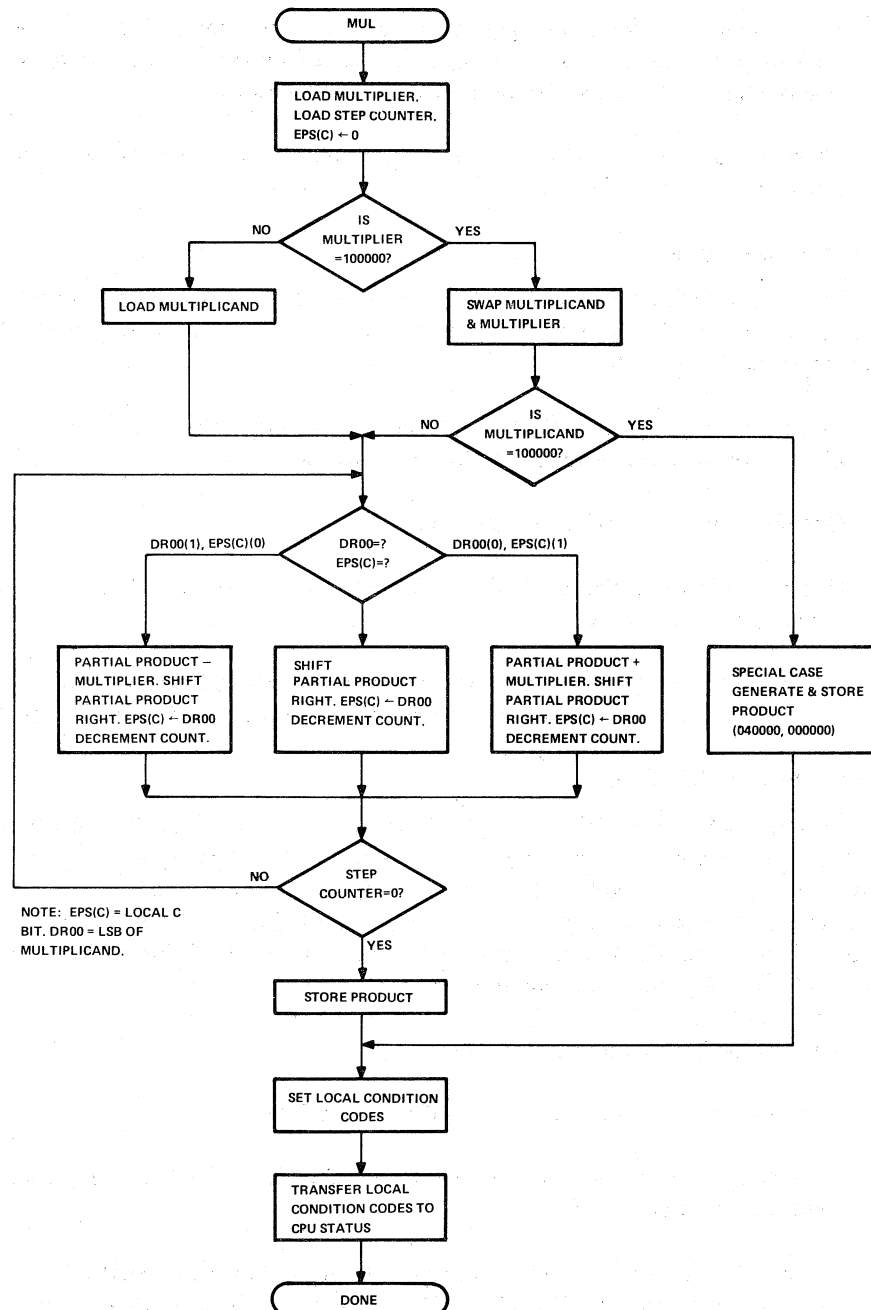 MUL
LOAD MULTIPLIER.
LOAD STEP COUNTER.
EPS(C) ← 0
IS
MULTIPLIER
=100000?
NO
YES
LOAD MULTIPLICAND
SWAP MULTIPLICAND
& MULTIPLIER
IS
MULTIPLICAND
=100000?
NO
YES
DR00=?
EPS(C)=?
DR00(1), EPS(C)(0)
DR00(0), EPS(C)(1)
PARTIAL PRODUCT –
MULTIPLIER. SHIFT
PARTIAL PRODUCT
RIGHT. EPS(C) ← DR00
DECREMENT COUNT.
SHIFT
PARTIAL PRODUCT
RIGHT. EPS(C) ← DR00
DECREMENT COUNT.
PARTIAL PRODUCT +
MULTIPLIER. SHIFT
PARTIAL PRODUCT
RIGHT. EPS(C) ← DR00
DECREMENT COUNT.
SPECIAL CASE
GENERATE & STORE
PRODUCT
(040000, 000000)
STEP
COUNTER=0?
NO
YES
NOTE: EPS(C) = LOCAL C
BIT. DR00 = LSB OF
MULTIPLICAND.
STORE PRODUCT
SET LOCAL CONDITION
CODES
TRANSFER LOCAL
CONDITION CODES TO
CPU STATUS
DONE